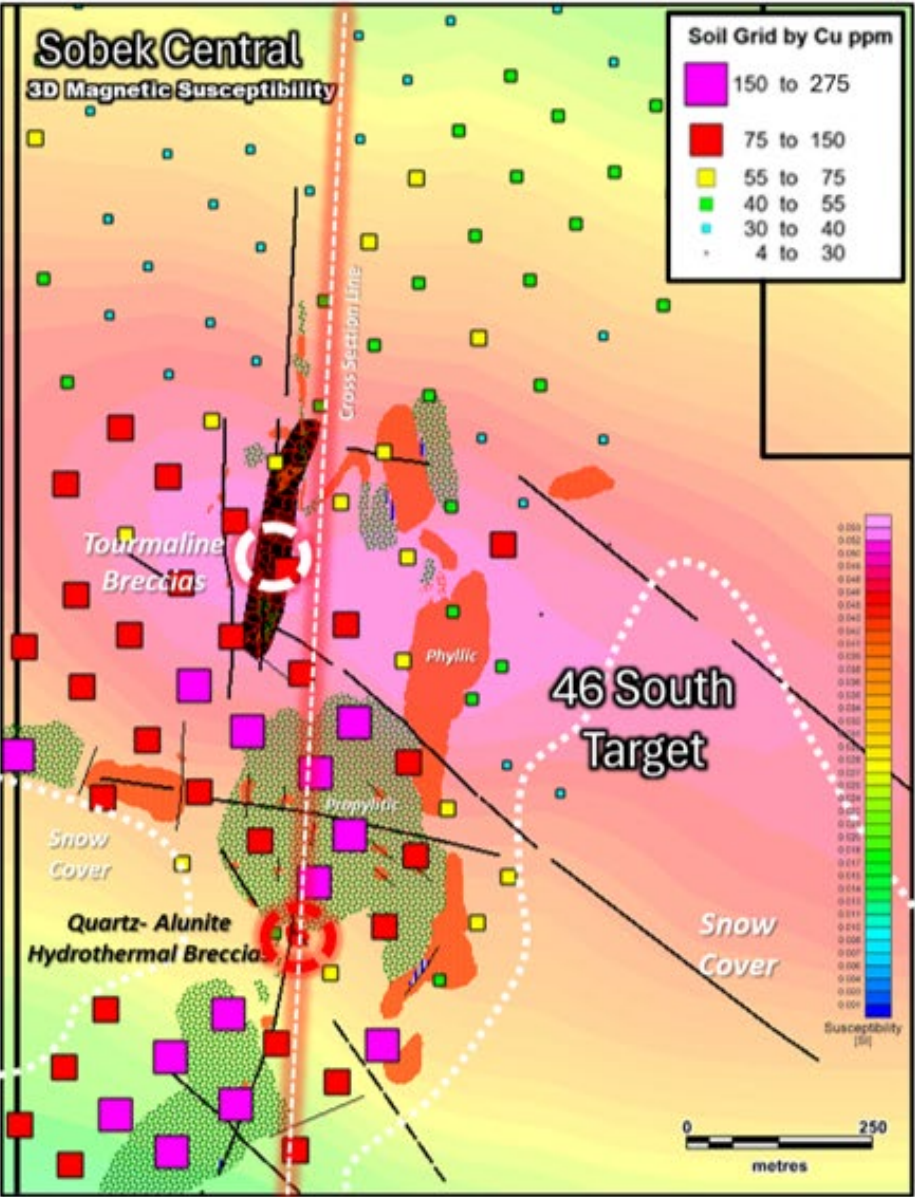 Sobek Central
3D Magnetic Susceptibility
Soil Grid by Cu ppm
150 to 275
75 to 150
55 to 75
40 to 55
30 to 40
4 to 30
Cross Section Line
Tourmaline
Breccias
Phyllic
46 South
Target
Propylitic
Snow
Cover
Quartz- Alunite
Hydrothermal Breccias
Snow
Cover
Susceptibility
[SI]
0 250
metres